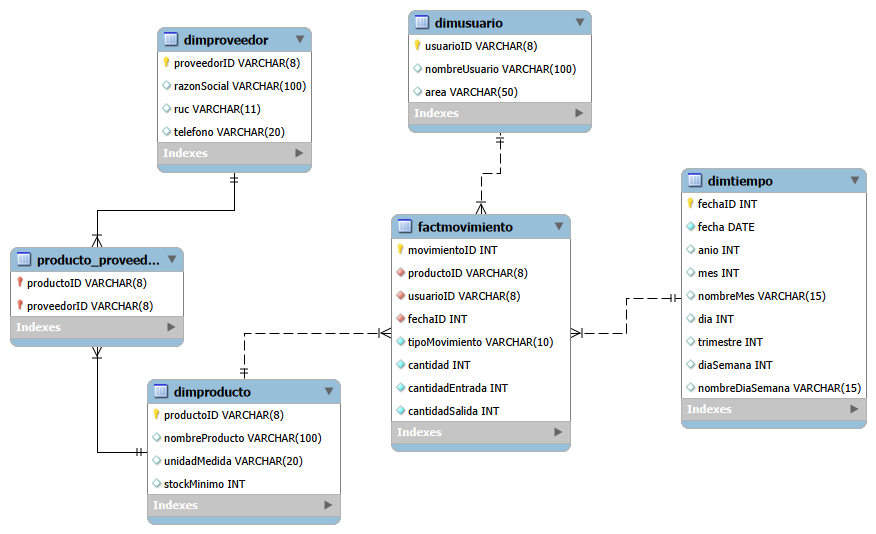 dimproveedor
proveedorID VARCHAR(8)
razonSocial VARCHAR(100)
ruc VARCHAR(11)
telefono VARCHAR(20)
Indexes
dimusuario
usuarioID VARCHAR(8)
nombreUsuario VARCHAR(100)
area VARCHAR(50)
Indexes
producto_proveed...
productoID VARCHAR(8)
proveedorID VARCHAR(8)
Indexes
factmovimiento
movimientoID INT
productoID VARCHAR(8)
usuarioID VARCHAR(8)
fechaID INT
tipoMovimiento VARCHAR(10)
cantidad INT
cantidadEntrada INT
cantidadSalida INT
Indexes
dimtiempo
fechaID INT
fecha DATE
anio INT
mes INT
nombreMes VARCHAR(15)
dia INT
trimestre INT
diaSemana INT
nombreDiaSemana VARCHAR(15)
Indexes
dimproducto
productoID VARCHAR(8)
nombreProducto VARCHAR(100)
unidadMedida VARCHAR(20)
stockMinimo INT
Indexes